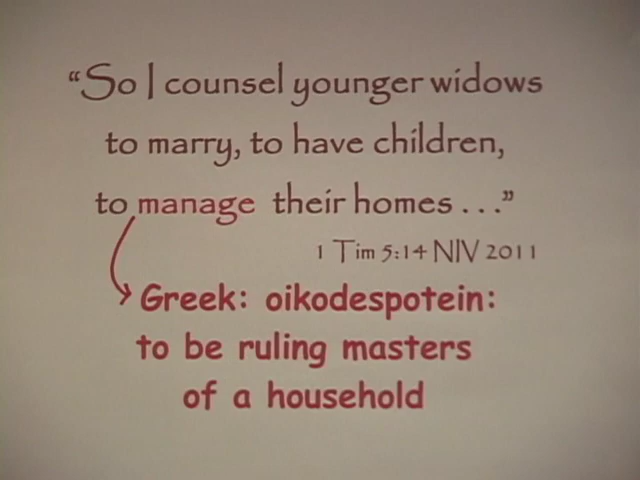 “So I counsel younger widows
to marry, to have children,
to manage their homes . . .”
1 Tim 5:14 NIV 2011
Greek: oikodespotein:
to be ruling masters
of a household